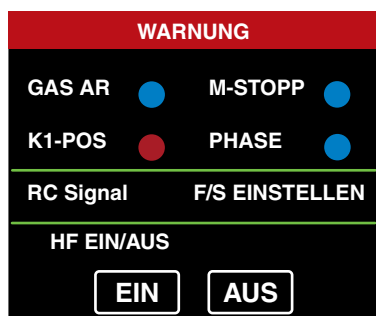 WARNUNG
GAS AR M-STOPP
K1-POS PHASE
RC Signal F/S EINSTELLEN
HF EIN/AUS
EIN AUS